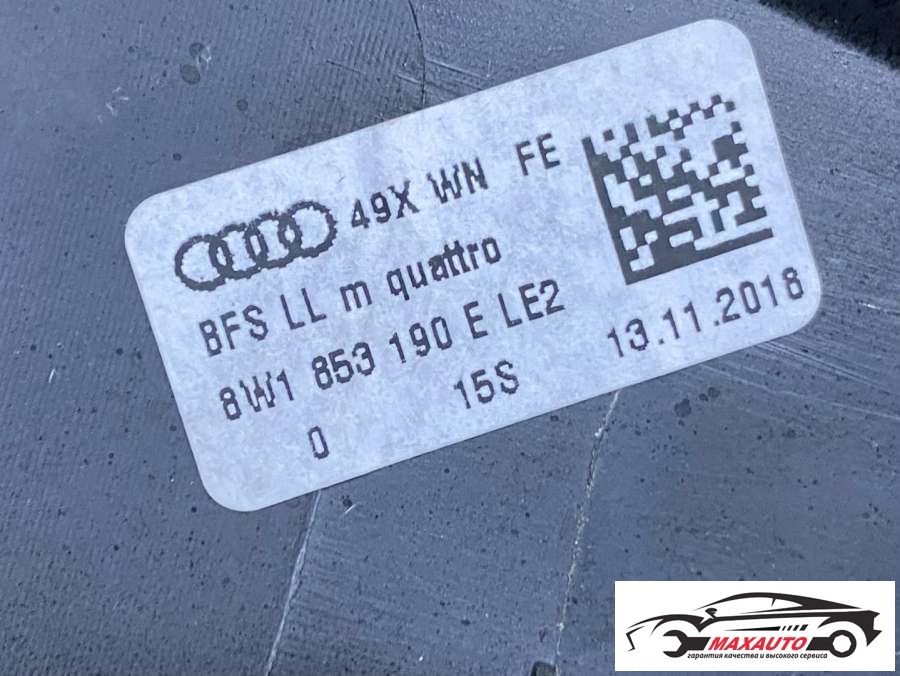 49X WN FE
BFS LL m quattro
8W1 853 190 E LE2
0 15S 13.11.2018
MAXAUTO
гарантия качества и высокого сервиса